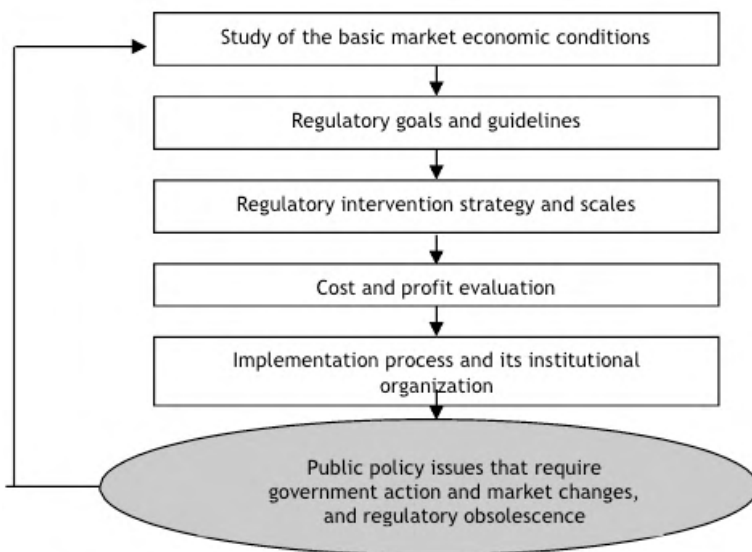 Study of the basic market economic conditions
Regulatory goals and guidelines
Regulatory intervention strategy and scales
Cost and profit evaluation
Implementation process and its institutional
organization
Public policy issues that require
government action and market changes,
and regulatory obsolescence